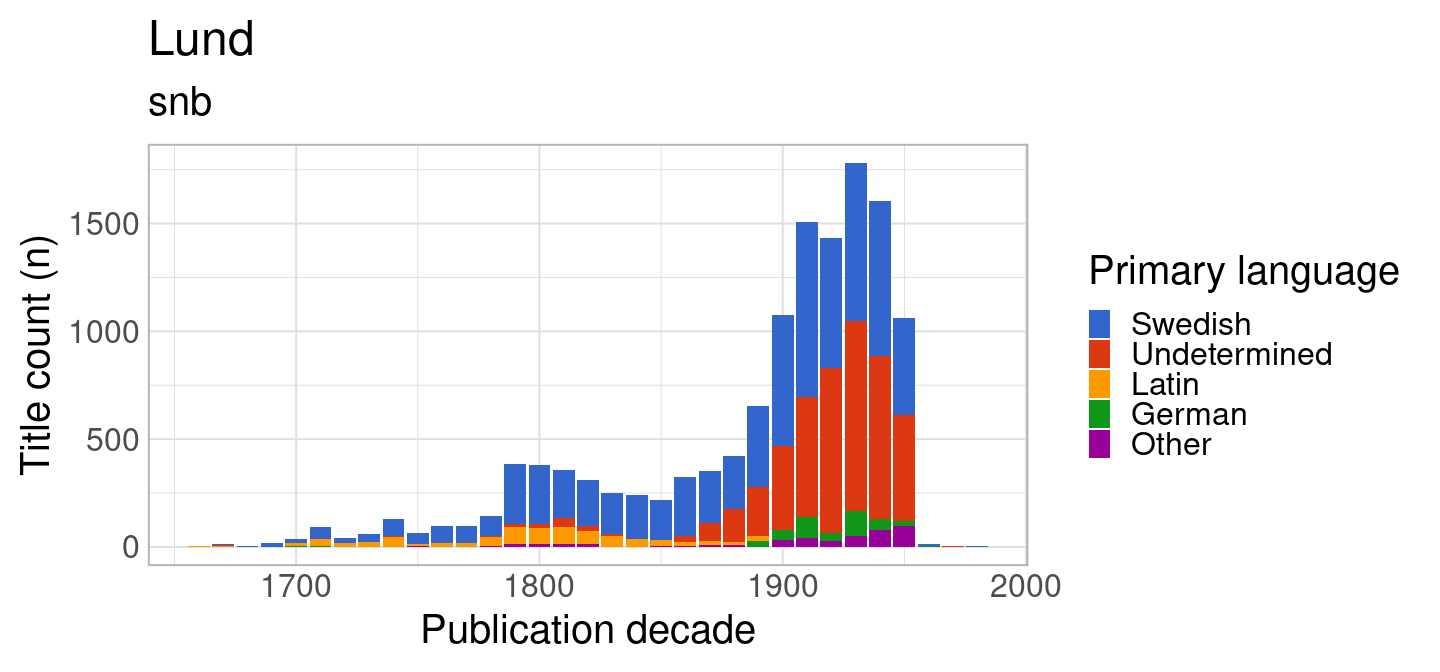 Lund
snb
Title count (n)
1500
1000
500
0
1700
1800
1900
2000
Publication decade
Primary language
Swedish
Undetermined
Latin
German
Other